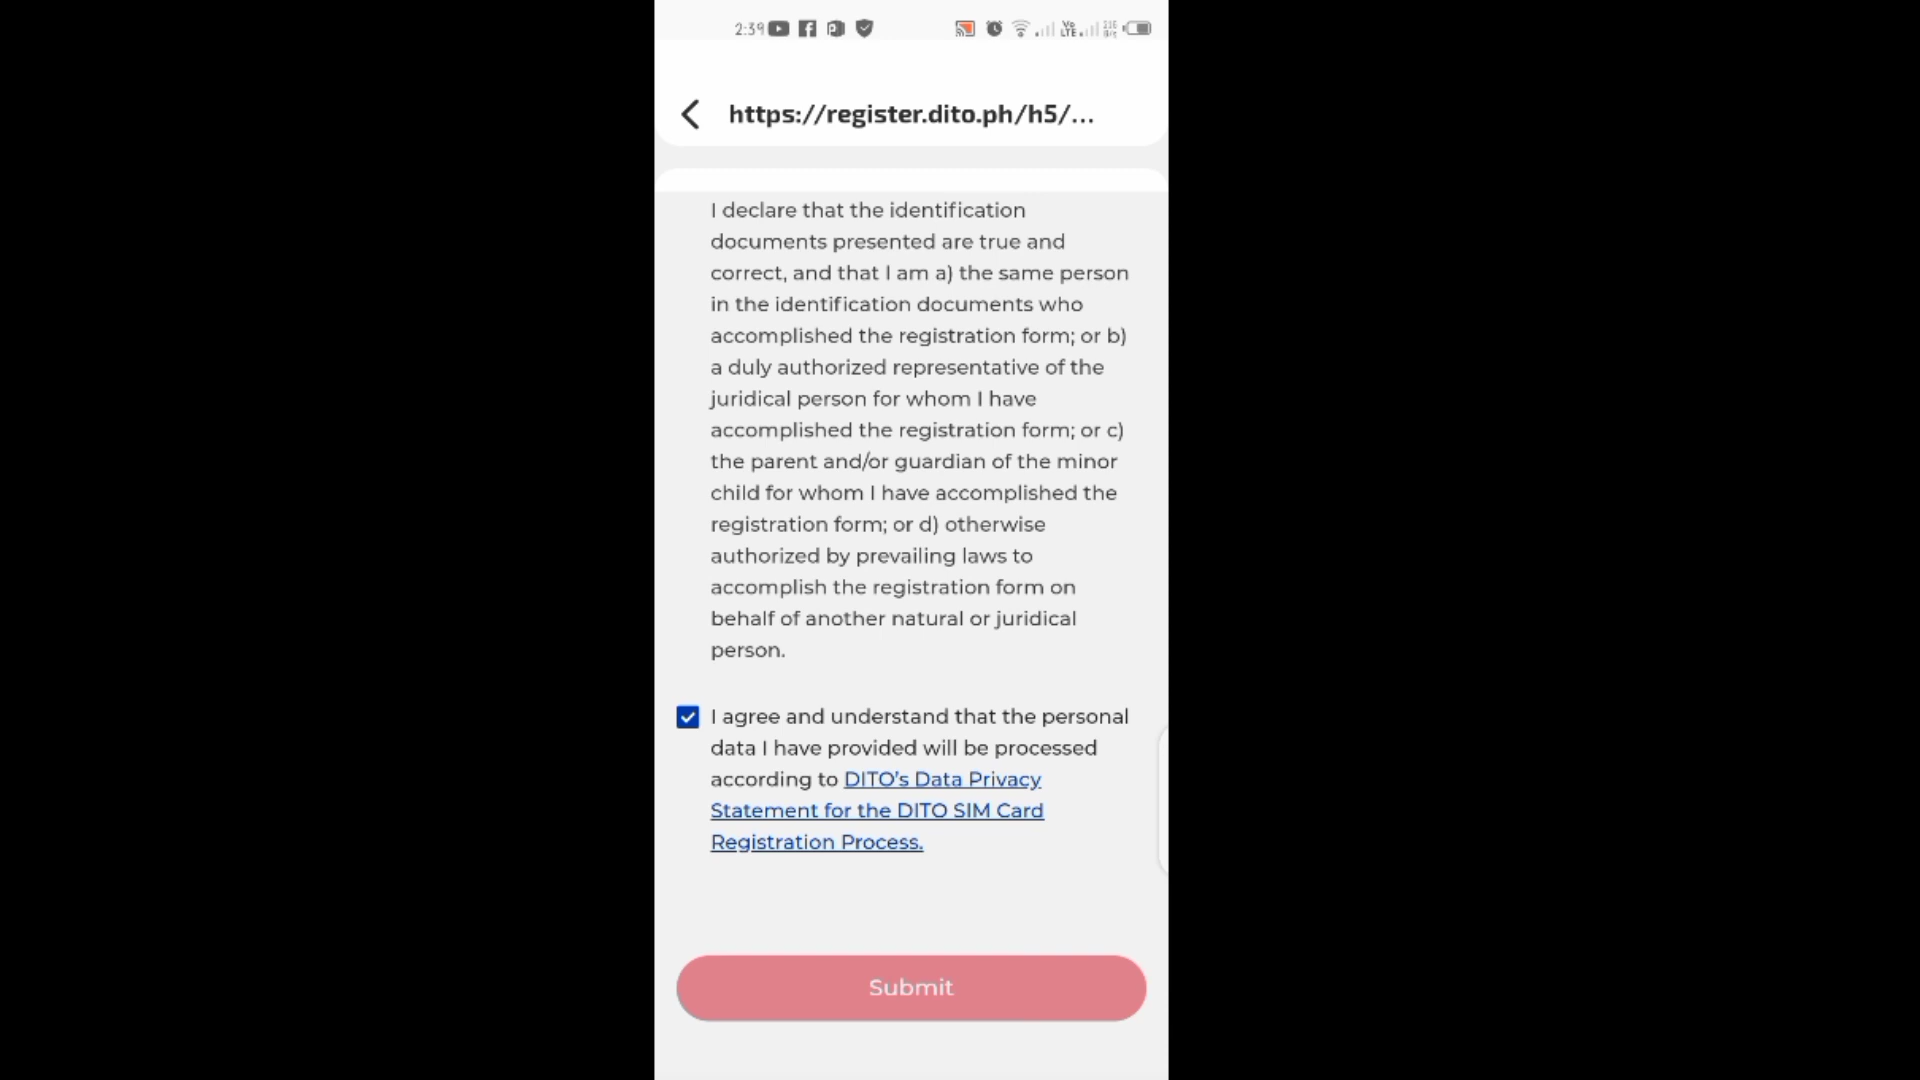 2:39
https://register.dito.ph/h5/...
I declare that the identification
documents presented are true and
correct, and that I am a) the same person
in the identification documents who
accomplished the registration form; or b)
a duly authorized representative of the
juridical person for whom I have
accomplished the registration form; or c)
the parent and/or guardian of the minor
child for whom I have accomplished the
registration form; or d) otherwise
authorized by prevailing laws to
accomplish the registration form on
behalf of another natural or juridical
person.
I agree and understand that the personal
data I have provided will be processed
according to DITO's Data Privacy
Statement for the DITO SIM Card
Registration Process.
Submit